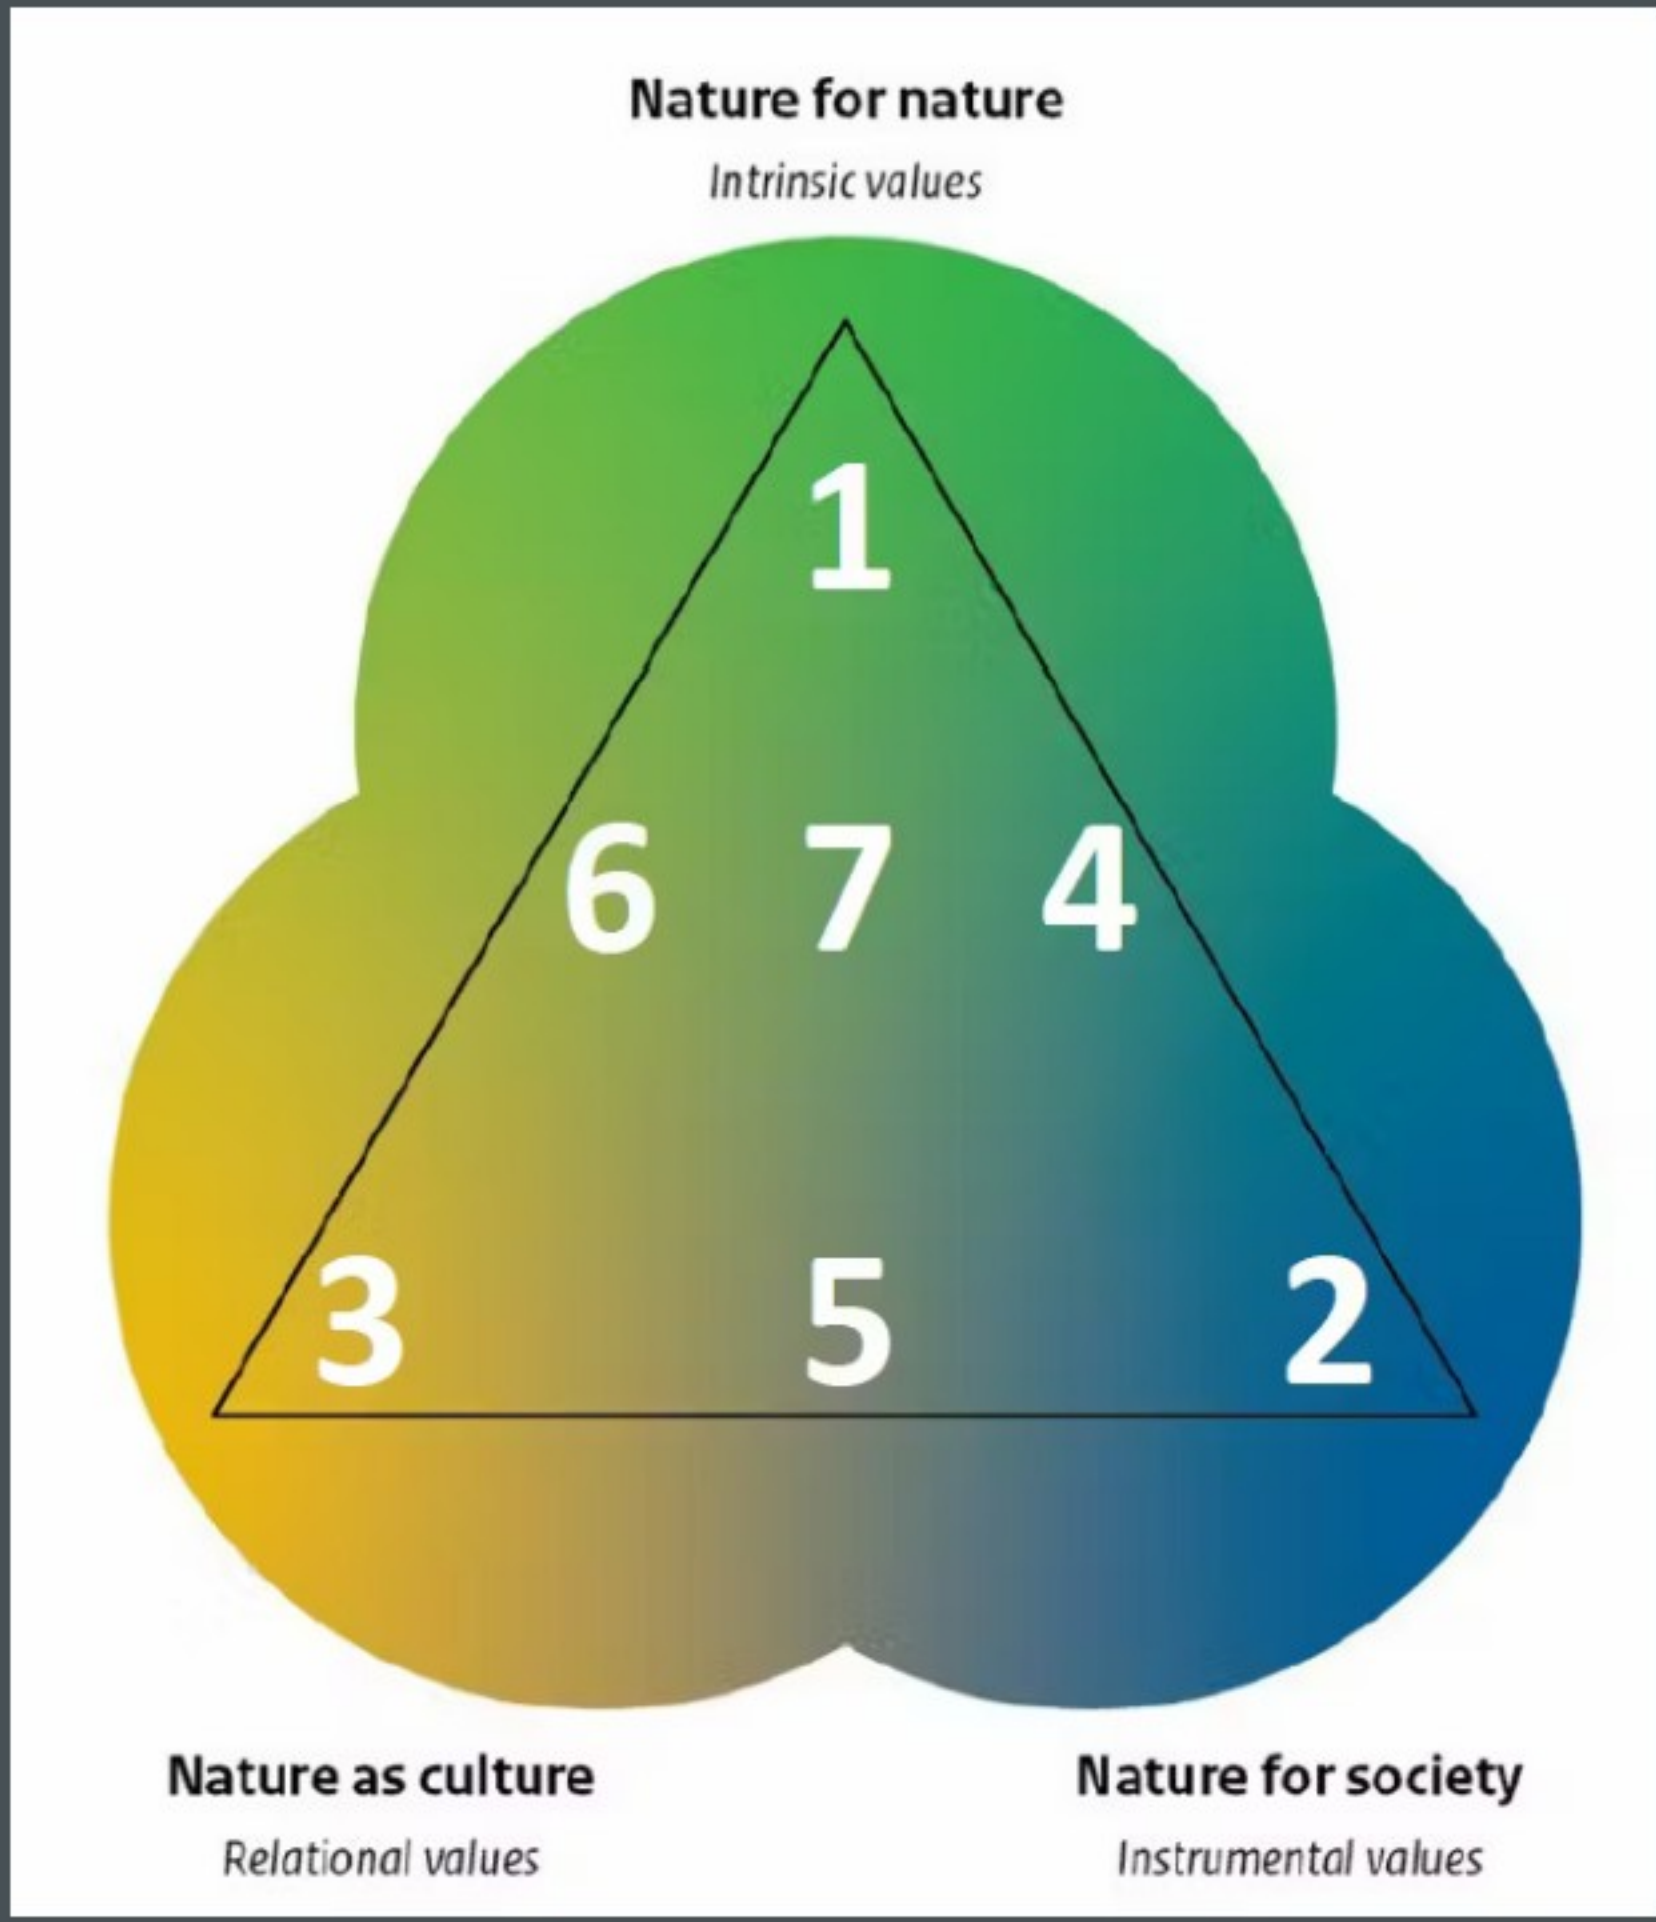 Nature for nature
Intrinsic values
1
6 7 4
3 5 2
Nature as culture Nature for society
Relational values Instrumental values